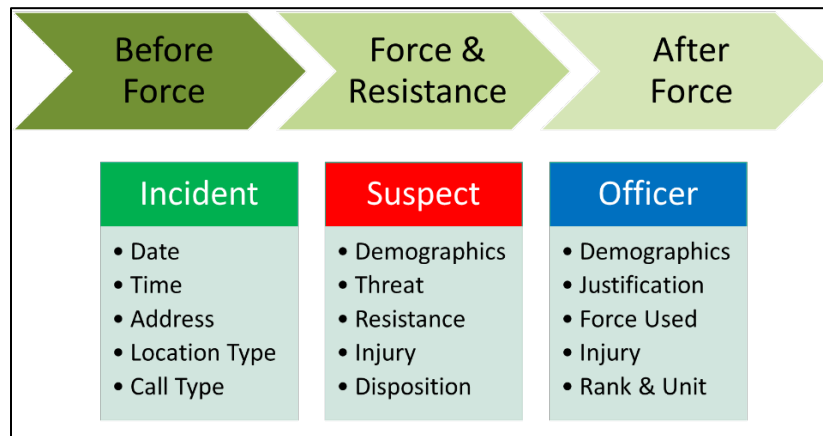 Before
Force
Force &
Resistance
After
Force
Incident
• Date
• Time
• Address
• Location Type
• Call Type
Suspect
• Demographics
• Threat
• Resistance
• Injury
• Disposition
Officer
• Demographics
• Justification
• Force Used
• Injury
• Rank & Unit